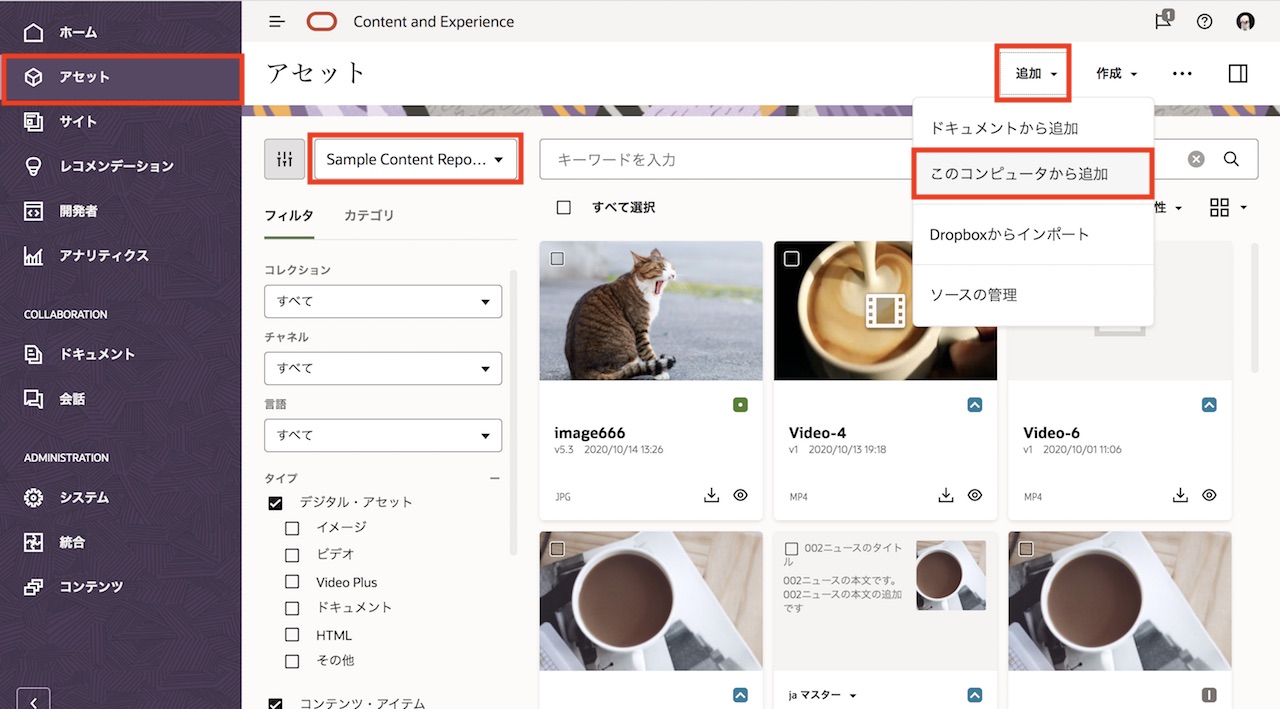 ホーム
アセット
サイト
レコメンデーション
開発者
アナリティクス
COLLABORATION
ドキュメント
会話
ADMINISTRATION
システム
統合
コンテンツ
Content and Experience
1
アセット
追加
作成
ドキュメントから追加
このコンピュータから追加
Dropboxからインポート
ソースの管理
Sample Content Repo...
キーワードを入力
フィルタ
カテゴリ
すべて選択
性
コレクション
すべて
チャネル
すべて
言語
すべて
タイプ
デジタル・アセット
イメージ
ビデオ
Video Plus
ドキュメント
HTML
その他
コンテンツ・アイテム
image666
v5.3 2020/10/14 13:26
JPG
Video-4
v1 2020/10/13 19:18
MP4
Video-6
v1 2020/10/01 11:06
MP4
002ニュースのタイト
ル
002ニュースの本文です。
002ニュースの本文の追加
です
ja マスター